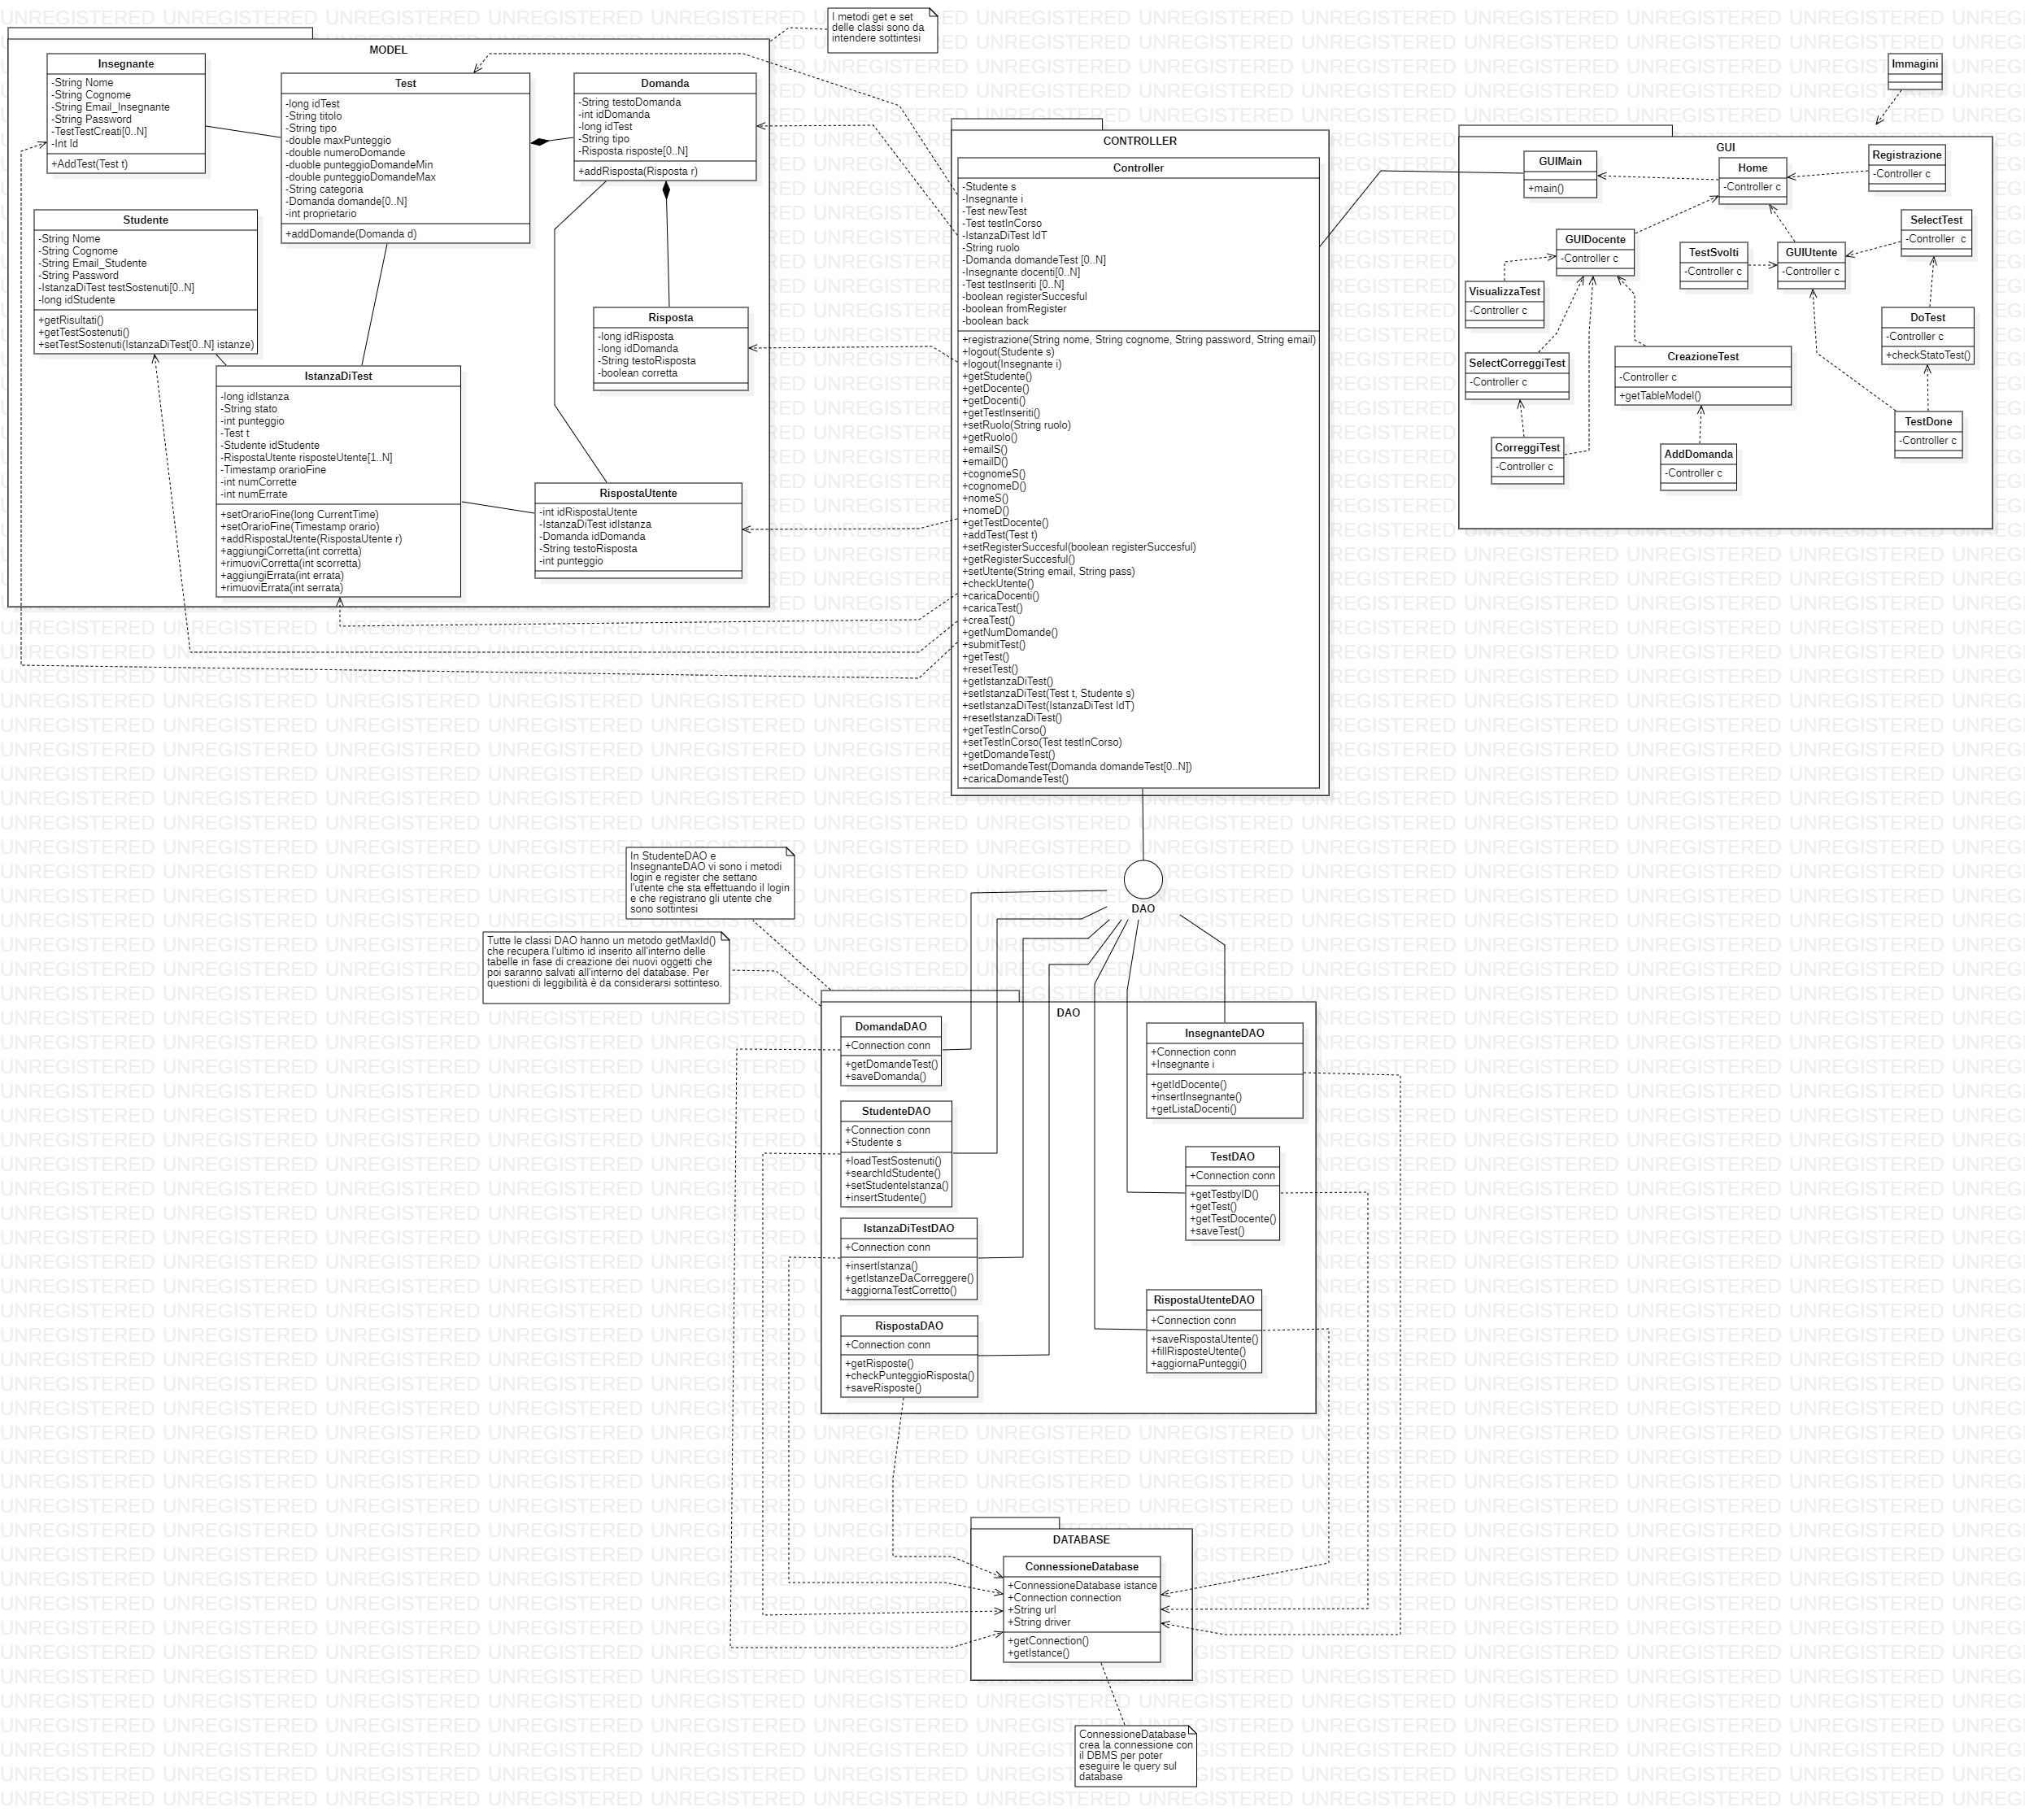 I metodi get e set
delle classi sono da
intendere sottintesi
MODEL
Insegnante
-String Nome
-String Cognome
-String Email_Insegnante
-String Password
-TestTestCreati[0..N]
-Int Id
+AddTest(Test t)
Test
-long idTest
-String titolo
-String tipo
-double maxPunteggio
-double numeroDomande
-duoble punteggioDomandeMin
-double punteggioDomandeMax
-String categoria
-Domanda domande[0..N]
-int proprietario
+addDomande(Domanda d)
Domanda
-String testoDomanda
-int idDomanda
-long idTest
-String tipo
-Risposta risposte[0..N]
+addRisposta(Risposta r)
Studente
-String Nome
-String Cognome
-String Email_Studente
-String Password
-IstanzaDiTest testSostenuti[0..N]
-long idStudente
+getRisultati()
+getTestSostenuti()
+setTestSostenuti(IstanzaDiTest[0..N] istanze)
Risposta
-long idRisposta
-long idDomanda
-String testoRisposta
-boolean corretta
IstanzaDiTest
-long idIstanza
-String stato
-int punteggio
-Test t
-Studente idStudente
-RispostaUtente risposteUtente[1..N]
-Timestamp orarioFine
-int numCorrette
-int numErrate
+setOrarioFine(long CurrentTime)
+setOrarioFine(Timestamp orario)
+addRispostaUtente(RispostaUtente r)
+aggiungiCorretta(int corretta)
+rimuoviCorretta(int scorretta)
+aggiungiErrata(int errata)
+rimuoviErrata(int serrata)
RispostaUtente
-int idRispostaUtente
-IstanzaDiTest idIstanza
-Domanda idDomanda
-String testoRisposta
-int punteggio
CONTROLLER
Controller
-Studente s
-Insegnante i
-Test newTest
-Test testInCorso
-IstanzaDiTest IdT
-String ruolo
-Domanda domandeTest [0..N]
-Insegnante docenti[0..N]
-Test testInseriti [0..N]
-boolean registerSuccesful
-boolean fromRegister
-boolean back
+registrazione(String nome, String cognome, String password, String email)
+logout(Studente s)
+logout(Insegnante i)
+getStudente()
+getDocente()
+getDocenti()
+getTestInseriti()
+setRuolo(String ruolo)
+getRuolo()
+emailS()
+emailD()
+cognomeS()
+cognomeD()
+nomeS()
+nomeD()
+getTestDocente()
+addTest(Test t)
+setRegisterSuccesful(boolean registerSuccesful)
+getRegisterSuccesful()
+setUtente(String email, String pass)
+checkUtente()
+caricaDocenti()
+caricaTest()
+creaTest()
+getNumDomande()
+submitTest()
+getTest()
+resetTest()
+getIstanzaDiTest()
+setIstanzaDiTest(Test t, Studente s)
+setIstanzaDiTest(IstanzaDiTest IdT)
+resetIstanzaDiTest()
+getTestInCorso()
+setTestInCorso(Test testInCorso)
+getDomandeTest()
+setDomandeTest(Domanda domandeTest[0..N])
+caricaDomandeTest()
Immagini
GUI
GUIMain
+main()
Home
-Controller c
Registrazione
-Controller c
SelectTest
-Controller c
GUIDocente
-Controller c
TestSvolti
-Controller c
GUIUtente
-Controller c
VisualizzaTest
-Controller c
DoTest
-Controller c
+checkStatoTest()
SelectCorreggiTest
-Controller c
CreazioneTest
-Controller c
+getTableModel()
TestDone
-Controller c
CorreggiTest
-Controller c
AddDomanda
-Controller c
In StudenteDAO e
InsegnanteDAO vi sono i metodi
login e register che settano
l'utente che sta effettuando il login
e che registrano gli utente che
sono sottintesi
Tutte le classi DAO hanno un metodo getMaxId()
che recupera l'ultimo id inserito all'interno delle
tabelle in fase di creazione dei nuovi oggetti che
poi saranno salvati all'interno del database. Per
questioni di leggibilità è da considerarsi sottinteso.
DAO
DAO
DomandaDAO
+Connection conn
+getDomandeTest()
+saveDomanda()
InsegnanteDAO
+Connection conn
+Insegnante i
+getIdDocente()
+insertInsegnante()
+getListaDocenti()
StudenteDAO
+Connection conn
+Studente s
+loadTestSostenuti()
+searchIdStudente()
+setStudenteIstanza()
+insertStudente()
TestDAO
+Connection conn
+getTestbyID()
+getTest()
+getTestDocente()
+saveTest()
IstanzaDiTestDAO
+Connection conn
+insertIstanza()
+getIstanzeDaCorreggere()
+aggiornaTestCorretto()
RispostaUtenteDAO
+Connection conn
+saveRispostaUtente()
+fillRisposteUtente()
+aggiornaPunteggi()
RispostaDAO
+Connection conn
+getRisposte()
+checkPunteggioRisposta()
+saveRisposte()
DATABASE
ConnessioneDatabase
+ConnessioneDatabase istance
+Connection connection
+String url
+String driver
+getConnection()
+getIstance()
ConnessioneDatabase
crea la connessione con
il DBMS per poter
eseguire le query sul
database